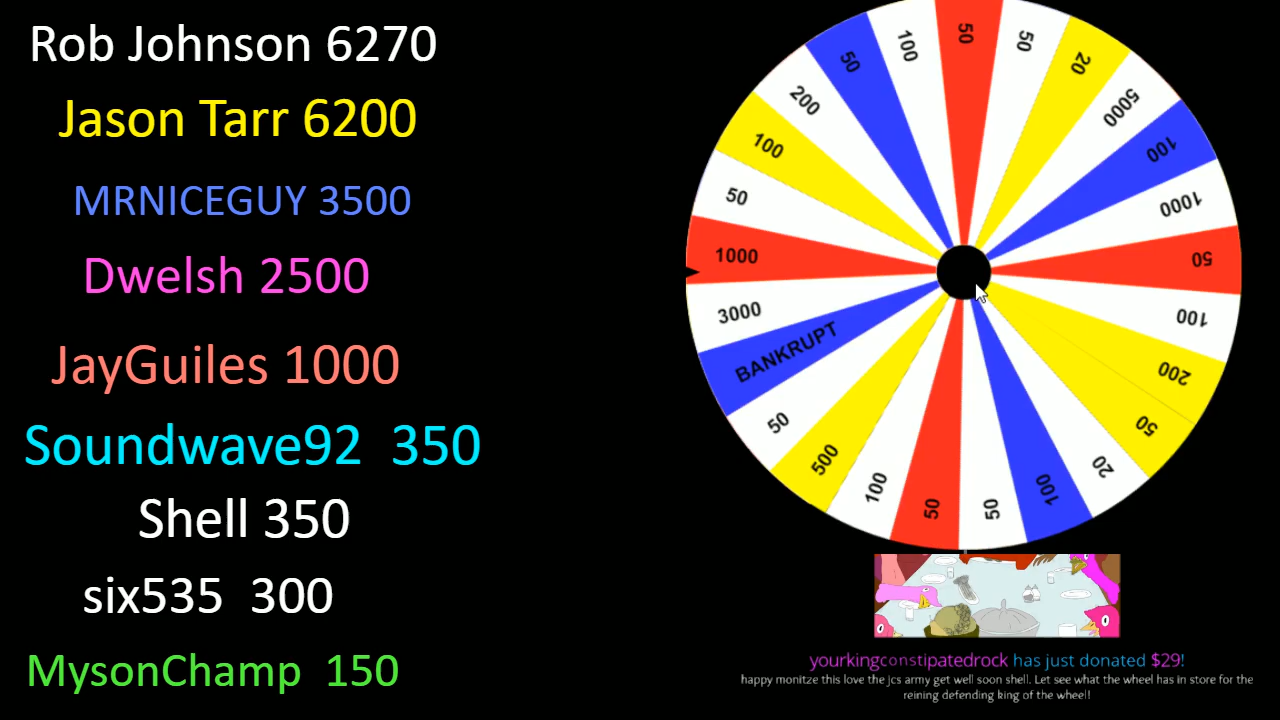 Rob Johnson 6270
Jason Tarr 6200
MRNICEGUY 3500
Dwelsh 2500
JayGuiles 1000
Soundwave92 350
Shell 350
six535 300
MysonChamp 150
50
50
20
5000
100
1000
50
100
200
50
20
100
50
50
100
500
50
BANKRUPT
3000
1000
50
100
200
50
100
yourkingconstipatedrock has just donated $29!
happy monitze this love the jcs army get well soon shell. Let see what the wheel has in store for the
reining defending king of the wheel!